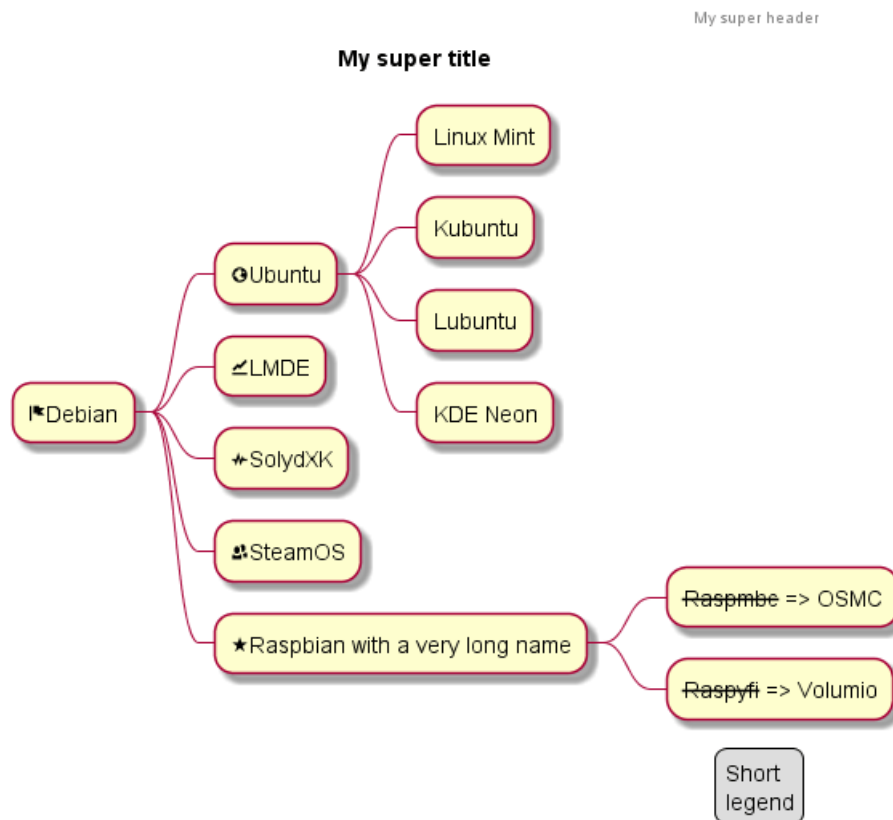 My super header
My super title
Debian
Ubuntu
Linux Mint
Kubuntu
Lubuntu
KDE Neon
LMDE
SolydXK
SteamOS
Raspbian with a very long name
Raspmbc => OSMC
Raspyfi => Volumio
Short
legend